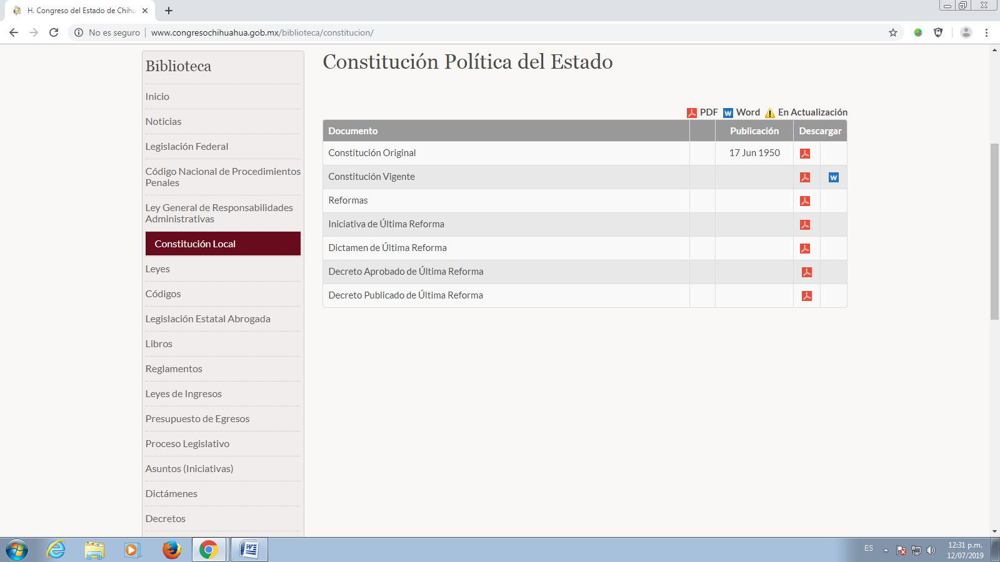 H. Congreso del Estado de Chihu
No es seguro
www.congresochihuahua.gob.mx/biblioteca/constitucion/
Biblioteca
Inicio
Noticias
Legislación Federal
Código Nacional de Procedimientos
Penales
Ley General de Responsabilidades
Administrativas
Constitución Local
Leyes
Códigos
Legislación Estatal Abrogada
Libros
Reglamentos
Leyes de Ingresos
Presupuesto de Egresos
Proceso Legislativo
Asuntos (Iniciativas)
Dictámenes
Decretos
Constitución Política del Estado
PDF W Word En Actualización
Documento Publicación Descargar
Constitución Original 17 Jun 1950
Constitución Vigente W
Reformas
Iniciativa de Última Reforma
Dictamen de Última Reforma
Decreto Aprobado de Última Reforma
Decreto Publicado de Última Reforma
ES
12:31 p.m.
12/07/2019